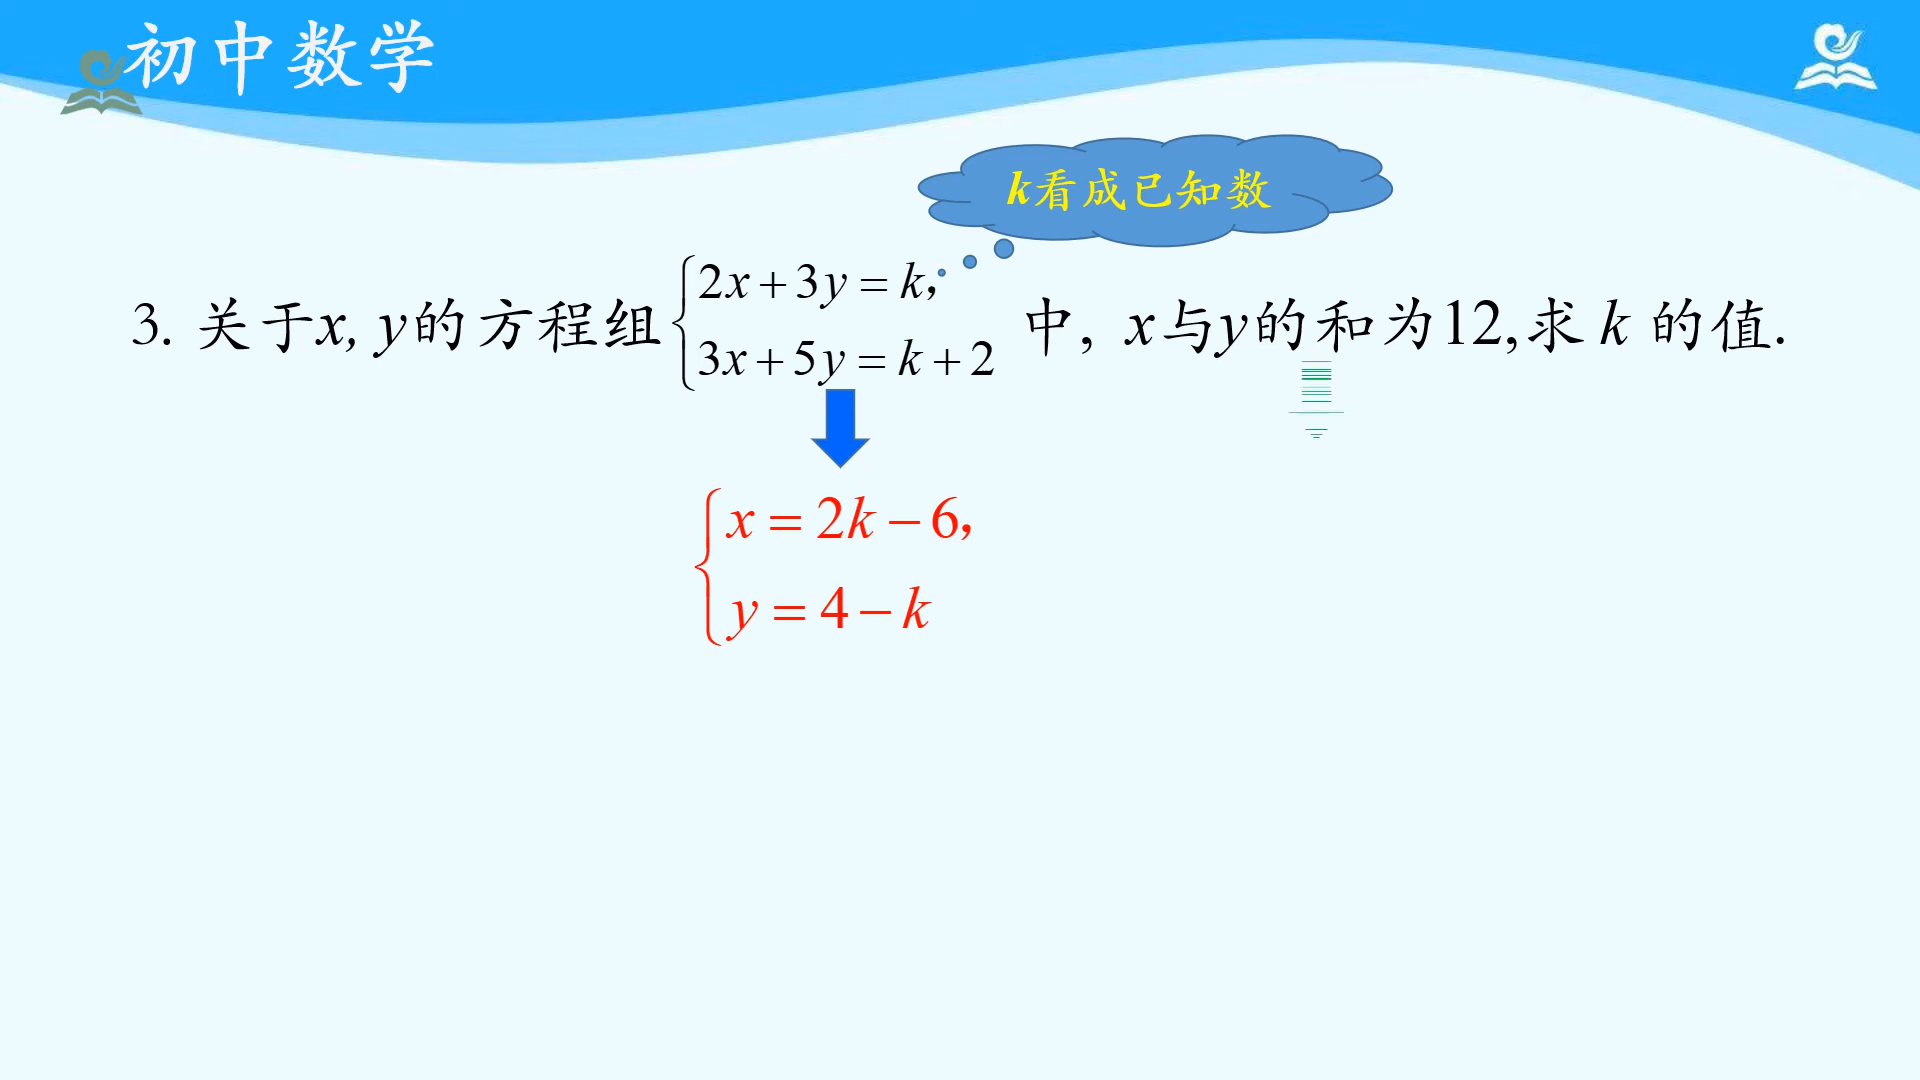 初中数学
k看成已知数
3. 关于x, y的方程组{2x+3y=k, 3x+5y=k+2 中, x与y的和为12,求 k 的值.
x=2k-6,
y=4-k